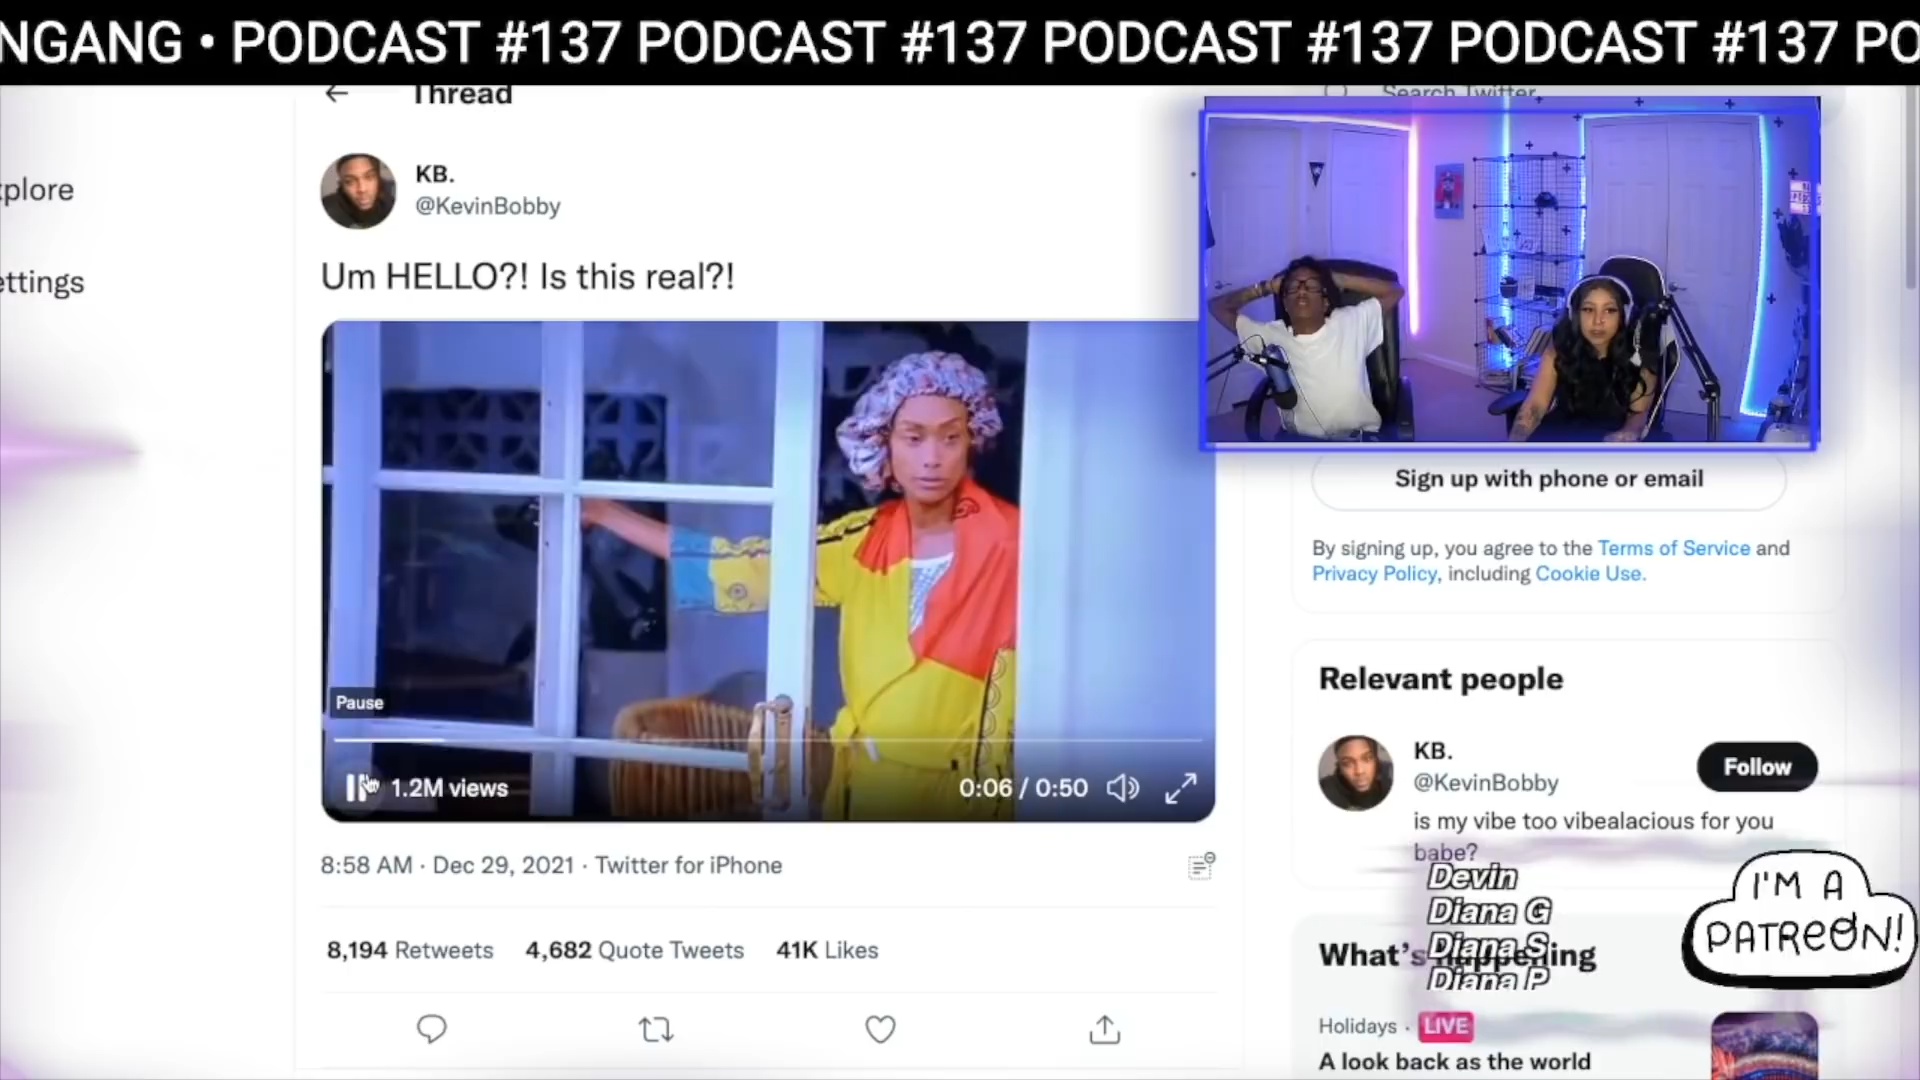 NGANG • PODCAST #137 PODCAST #137 PODCAST #137 PODCAST #137 PO
Thread
Search Twitter
xplore
ettings
KB.
@KevinBobby
Um HELLO?! Is this real?!
Pause
1.2M views
0:06 / 0:50
8:58 AM · Dec 29, 2021 · Twitter for iPhone
8,194 Retweets 4,682 Quote Tweets 41K Likes
Sign up with phone or email
By signing up, you agree to the Terms of Service and
Privacy Policy, including Cookie Use.
Relevant people
KB.
@KevinBobby
Follow
is my vibe too vibealacious for you
babe?
Devin
Diana G
Diana S
Diana P
What's happening
I'M A
PATREON!
Holidays · LIVE
A look back as the world